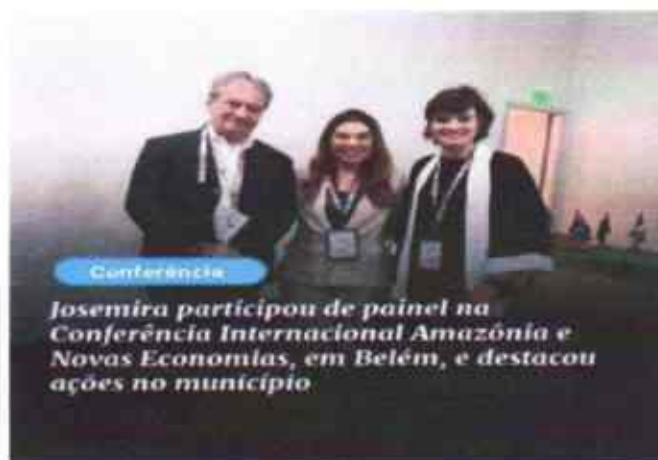 Conferência
Josemira participou de painel na
Conferência Internacional Amazônia e
Novas Economias, em Belém, e destacou
ações no município